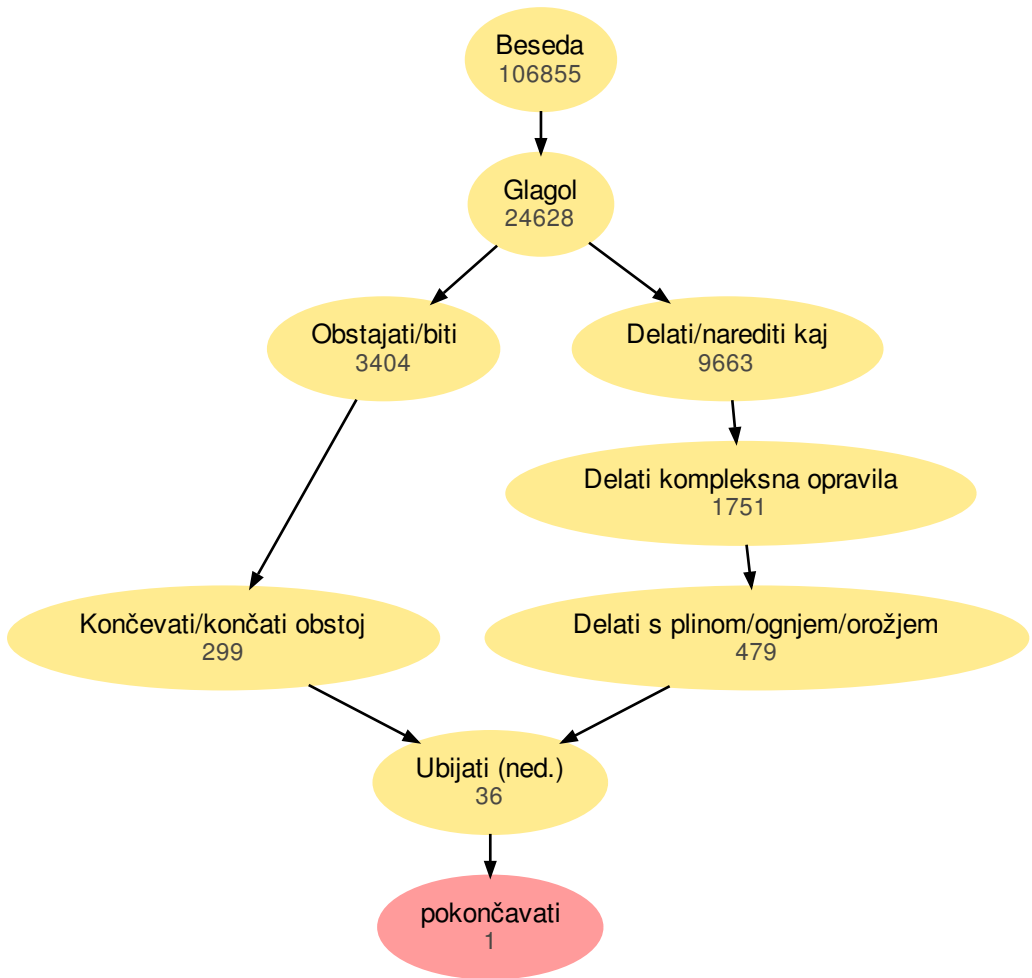 Beseda
106855
Glagol
24628
Obstajati/biti
3404
Delati/narediti kaj
9663
Delati kompleksna opravila
1751
Končevati/končati obstoj
299
Delati s plinom/ognjem/orožjem
479
Ubijati (ned.)
36
pokončavati
1